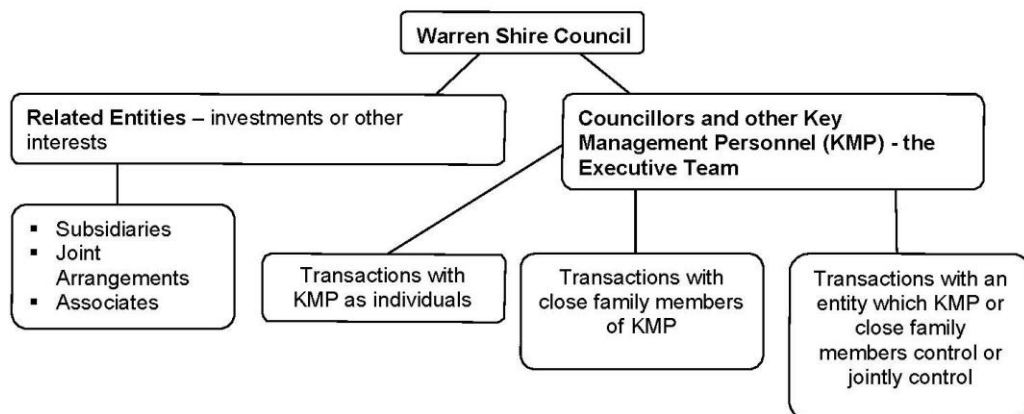 Warren Shire Council
Related Entities – investments or other
interests
Councillors and other Key
Management Personnel (KMP) - the
Executive Team
▪ Subsidiaries
▪ Joint
Arrangements
▪ Associates
Transactions with
KMP as individuals
Transactions with
close family members
of KMP
Transactions with an
entity which KMP or
close family
members control or
jointly control